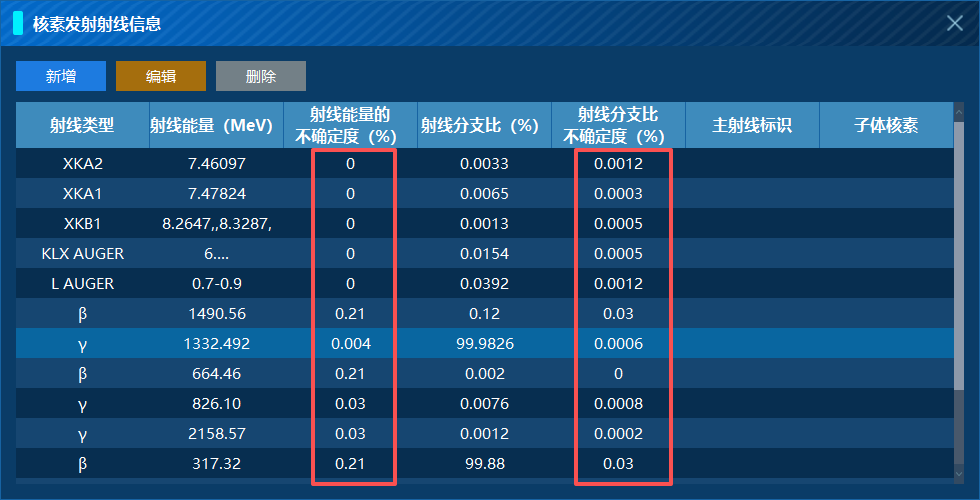 核素发射射线信息
新增 编辑 删除
射线类型 射线能量（MeV） 射线能量的不确定度（%） 射线分支比（%） 射线分支比不确定度（%） 主射线标识 子体核素
XKA2 7.46097 0 0.0033 0.0012
XKA1 7.47824 0 0.0065 0.0003
XKB1 8.2647,,8.3287, 0 0.0013 0.0005
KLX AUGER 6.... 0 0.0154 0.0005
L AUGER 0.7-0.9 0 0.0392 0.0012
β 1490.56 0.21 0.12 0.03
γ 1332.492 0.004 99.9826 0.0006
β 664.46 0.21 0.002 0
γ 826.10 0.03 0.0076 0.0008
γ 2158.57 0.03 0.0012 0.0002
β 317.32 0.21 99.88 0.03